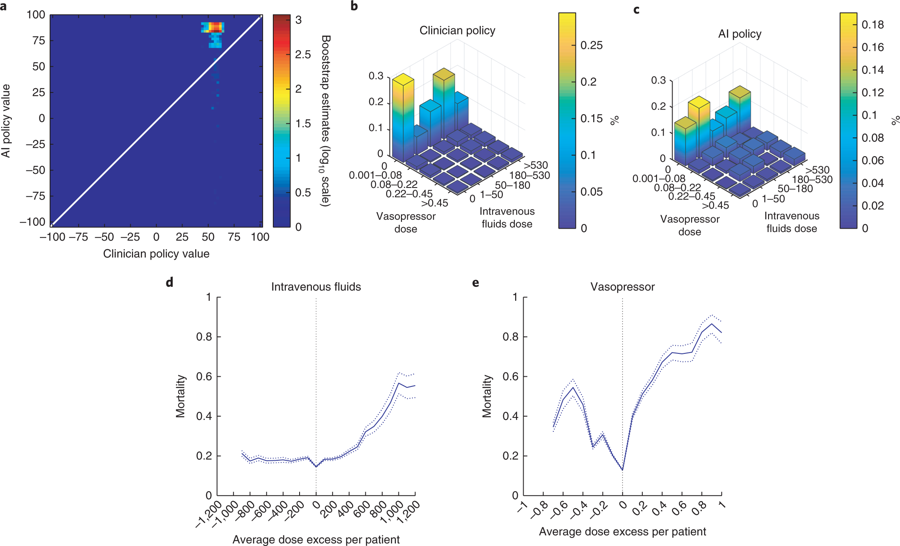 a
100
75
50
25
0
−25
−50
−75
−100
AI policy value
−100 −75 −50 −25 0 25 50 75 100
Clinician policy value
3
2.5
2
1.5
1
0.5
0
Booststrap estimates (log10 scale)
b
Clinician policy
0.3
0.2
0.1
0
0
0.001–0.08
0.08–0.22
0.22–0.45
>0.45
Vasopressor
dose
>530
180–530
50–180
1–50
0
Intravenous
fluids dose
0.25
0.20
0.15
0.10
0.05
0
%
c
AI policy
0.3
0.2
0.1
0
0
0.001–0.08
0.08–0.22
0.22–0.45
>0.45
Vasopressor
dose
>530
180–530
50–180
1–50
0
Intravenous
fluids dose
0.18
0.16
0.14
0.12
0.10
0.08
0.06
0.04
0.02
0
%
d
Intravenous fluids
1
0.8
0.6
0.4
0.2
0
Mortality
−1,200 −1,000 −800 −600 −400 −200 0 200 400 600 800 1,000 1,200
Average dose excess per patient
e
Vasopressor
1
0.8
0.6
0.4
0.2
0
Mortality
−1 −0.8 −0.6 −0.4 −0.2 0 0.2 0.4 0.6 0.8 1
Average dose excess per patient